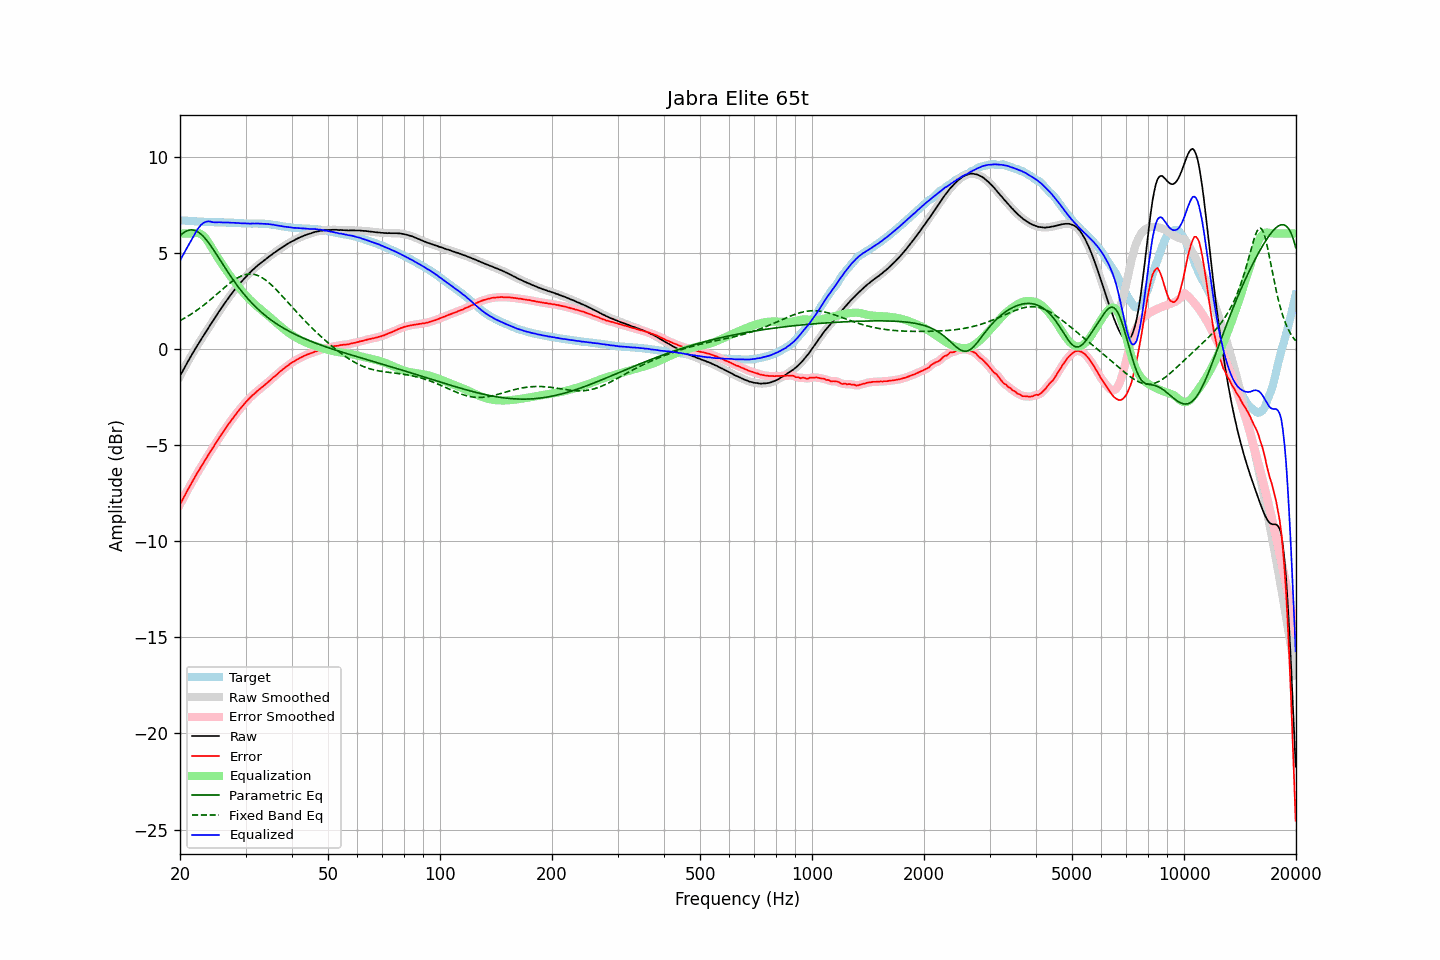 Jabra Elite 65t
Amplitude (dBr)
10
5
0
−5
−10
−15
−20
−25
Target
Raw Smoothed
Error Smoothed
Raw
Error
Equalization
Parametric Eq
Fixed Band Eq
Equalized
20 50 100 200 500 1000 2000 5000 10000 20000
Frequency (Hz)